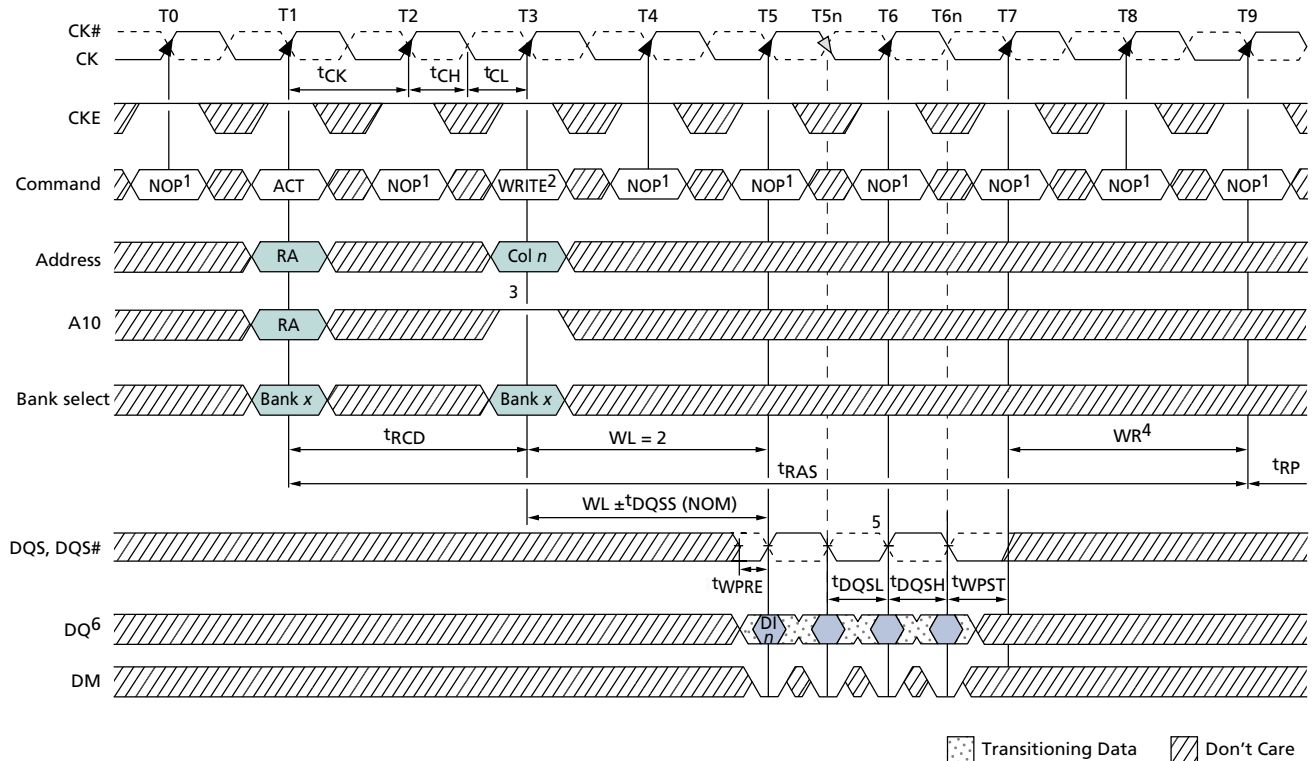 T0 T1 T2 T3 T4 T5 T5n T6 T6n T7 T8 T9
CK#
CK
tCK tCH tCL
CKE
Command NOP1 ACT NOP1 WRITE2 NOP1 NOP1 NOP1 NOP1 NOP1 NOP1
Address RA Col n
3
A10 RA
Bank select Bank x Bank x
tRCD WL = 2 WR4
tRAS tRP
WL ±tDQSS (NOM)
5
DQS, DQS#
tWPRE tDQSL tDQSH tWPST
DQ6 DI
n
DM
Transitioning Data Don't Care